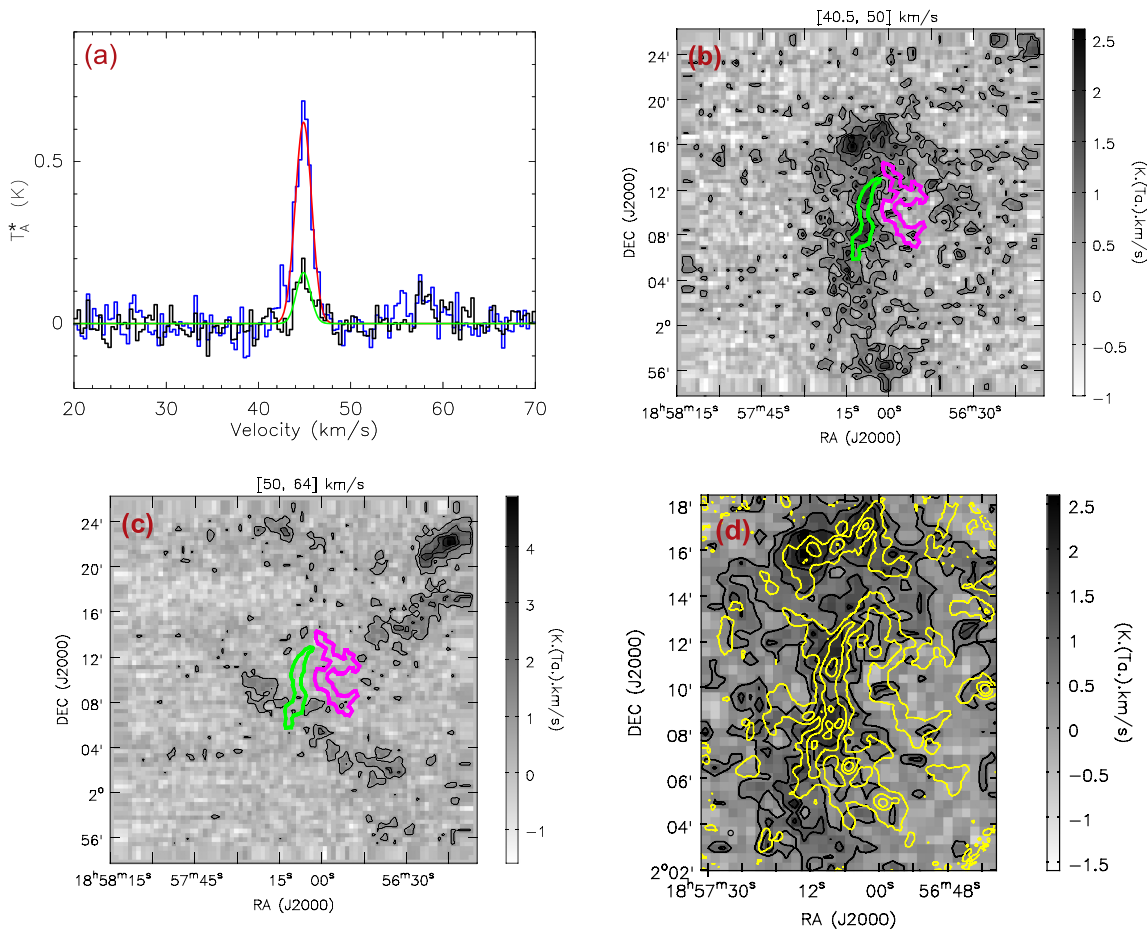 (a)
0.5
0
T*A (K)
20 30 40 50 60 70
Velocity (km/s)
[40.5, 50] km/s
(b)
24'
20'
16'
12'
08'
04'
2°
56'
DEC (J2000)
18h58m15s 57m45s 15s 00s 56m30s
RA (J2000)
2.5
2
1.5
1
0.5
0
−0.5
−1
(K.(Ta.).km/s)
[50, 64] km/s
(c)
24'
20'
16'
12'
08'
04'
2°
56'
DEC (J2000)
18h58m15s 57m45s 15s 00s 56m30s
RA (J2000)
4
3
2
1
0
−1
(K.(Ta.).km/s)
(d)
18'
16'
14'
12'
10'
08'
06'
04'
2°02'
DEC (J2000)
18h57m30s 12s 00s 56m48s
RA (J2000)
2.5
2
1.5
1
0.5
0
−0.5
−1
−1.5
(K.(Ta.).km/s)